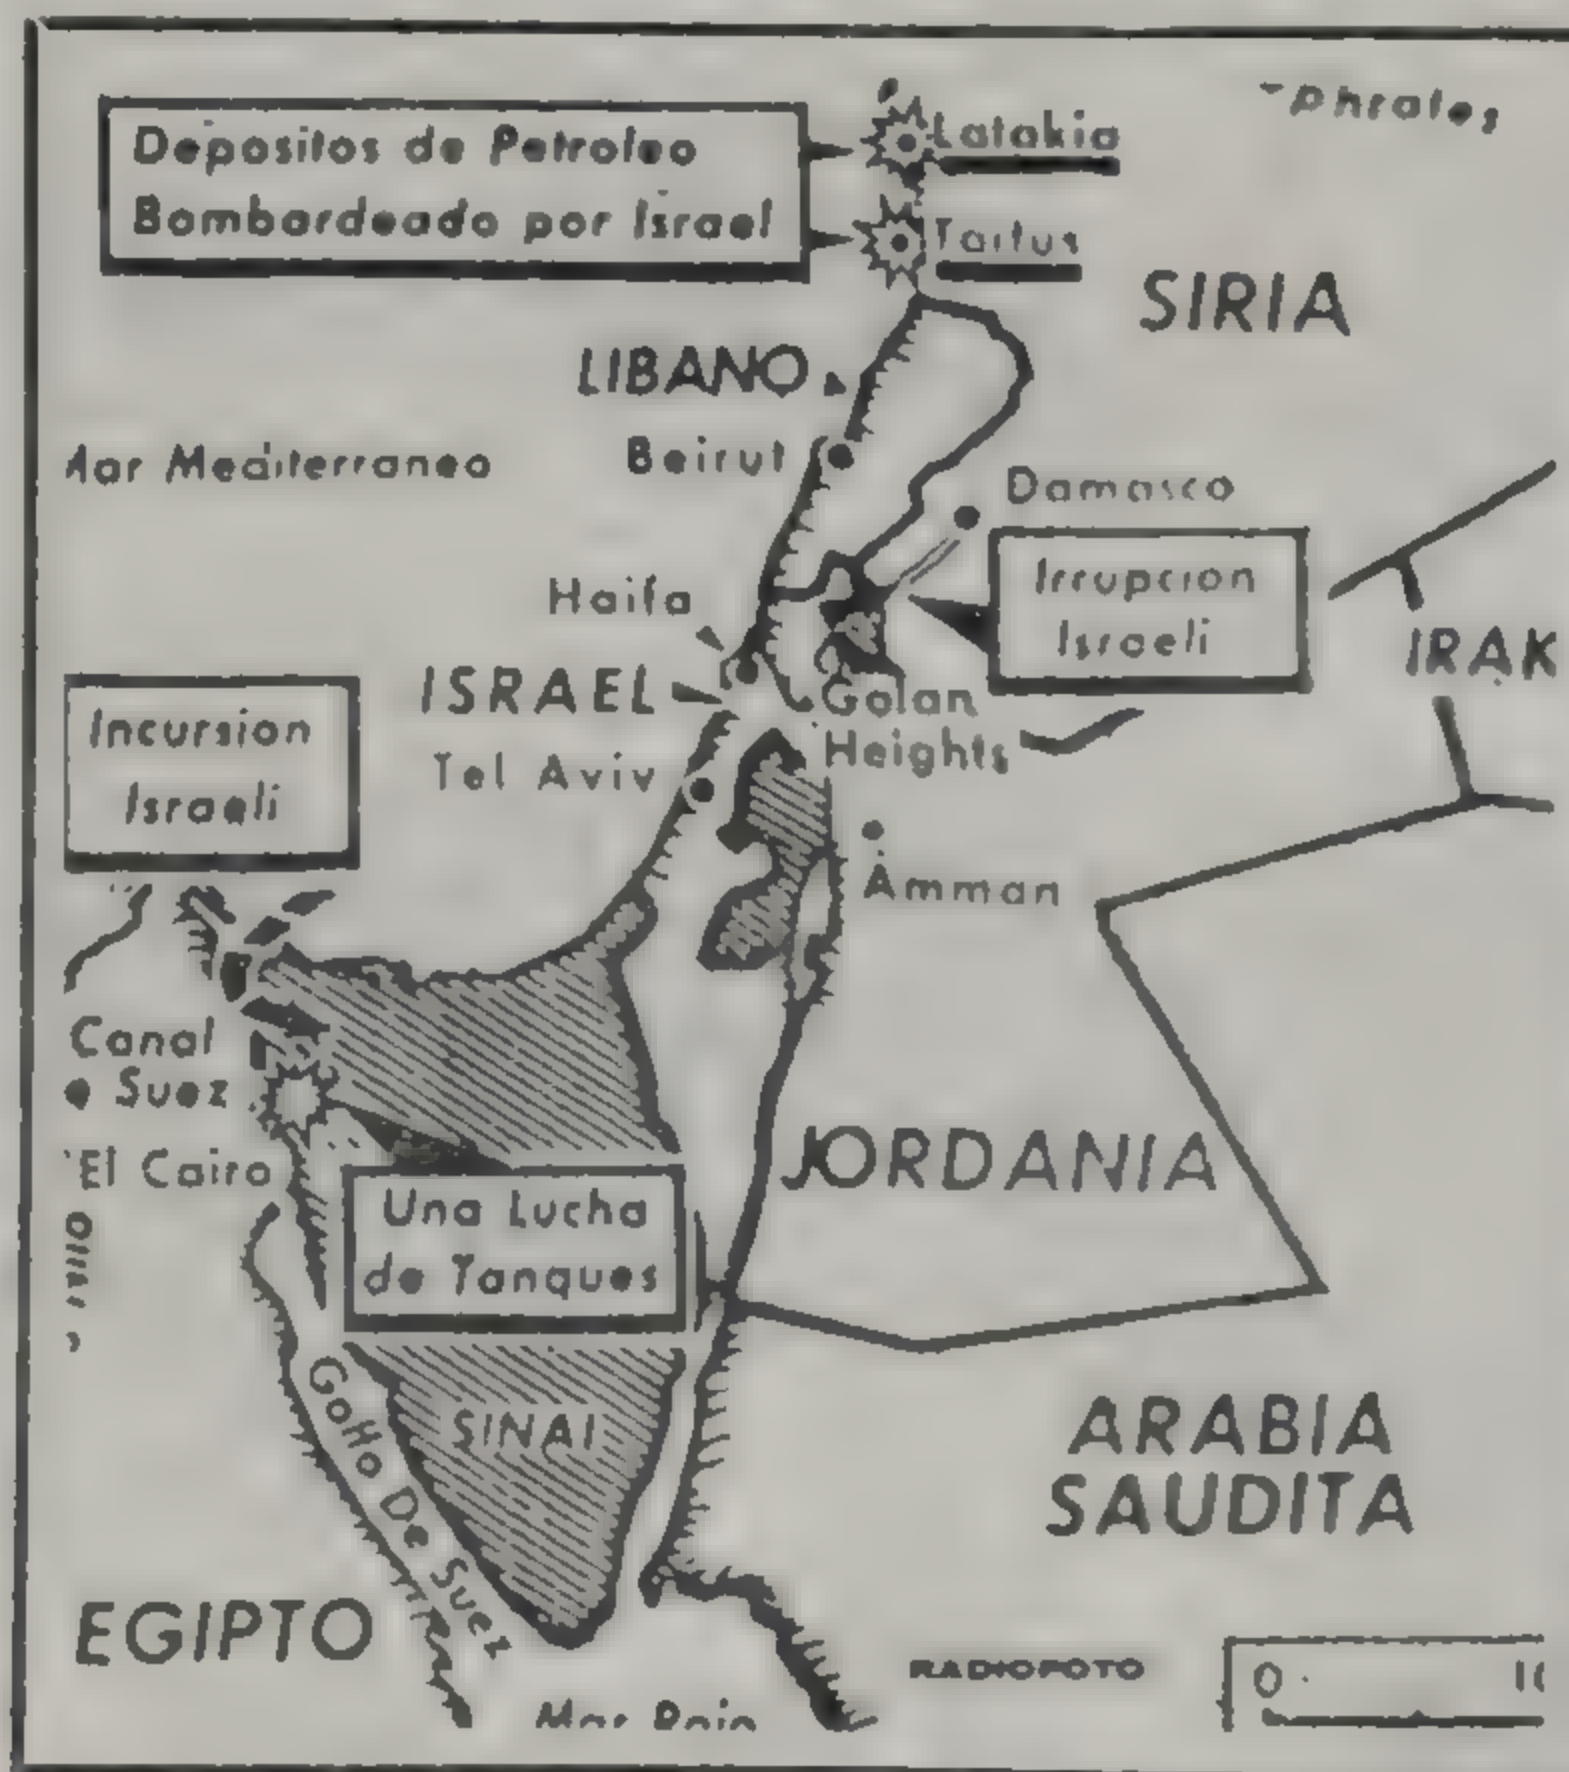 Depositos de Petroleo
Bombardeado por Israel
Latakia
Tartus
SIRIA
LIBANO
Beirut
Mediterraneo
Damasco
Irrupcion
Israeli
Haifa
IRAK
ISRAEL
Golan
Heights
Tel Aviv
Incursion
Israeli
Amman
Canal
e Suez
El Cairo
Una Lucha
de Tanques
JORDANIA
Golfo De Suez
SINAI
ARABIA
SAUDITA
EGIPTO
RADIOFOTO
0
Mar